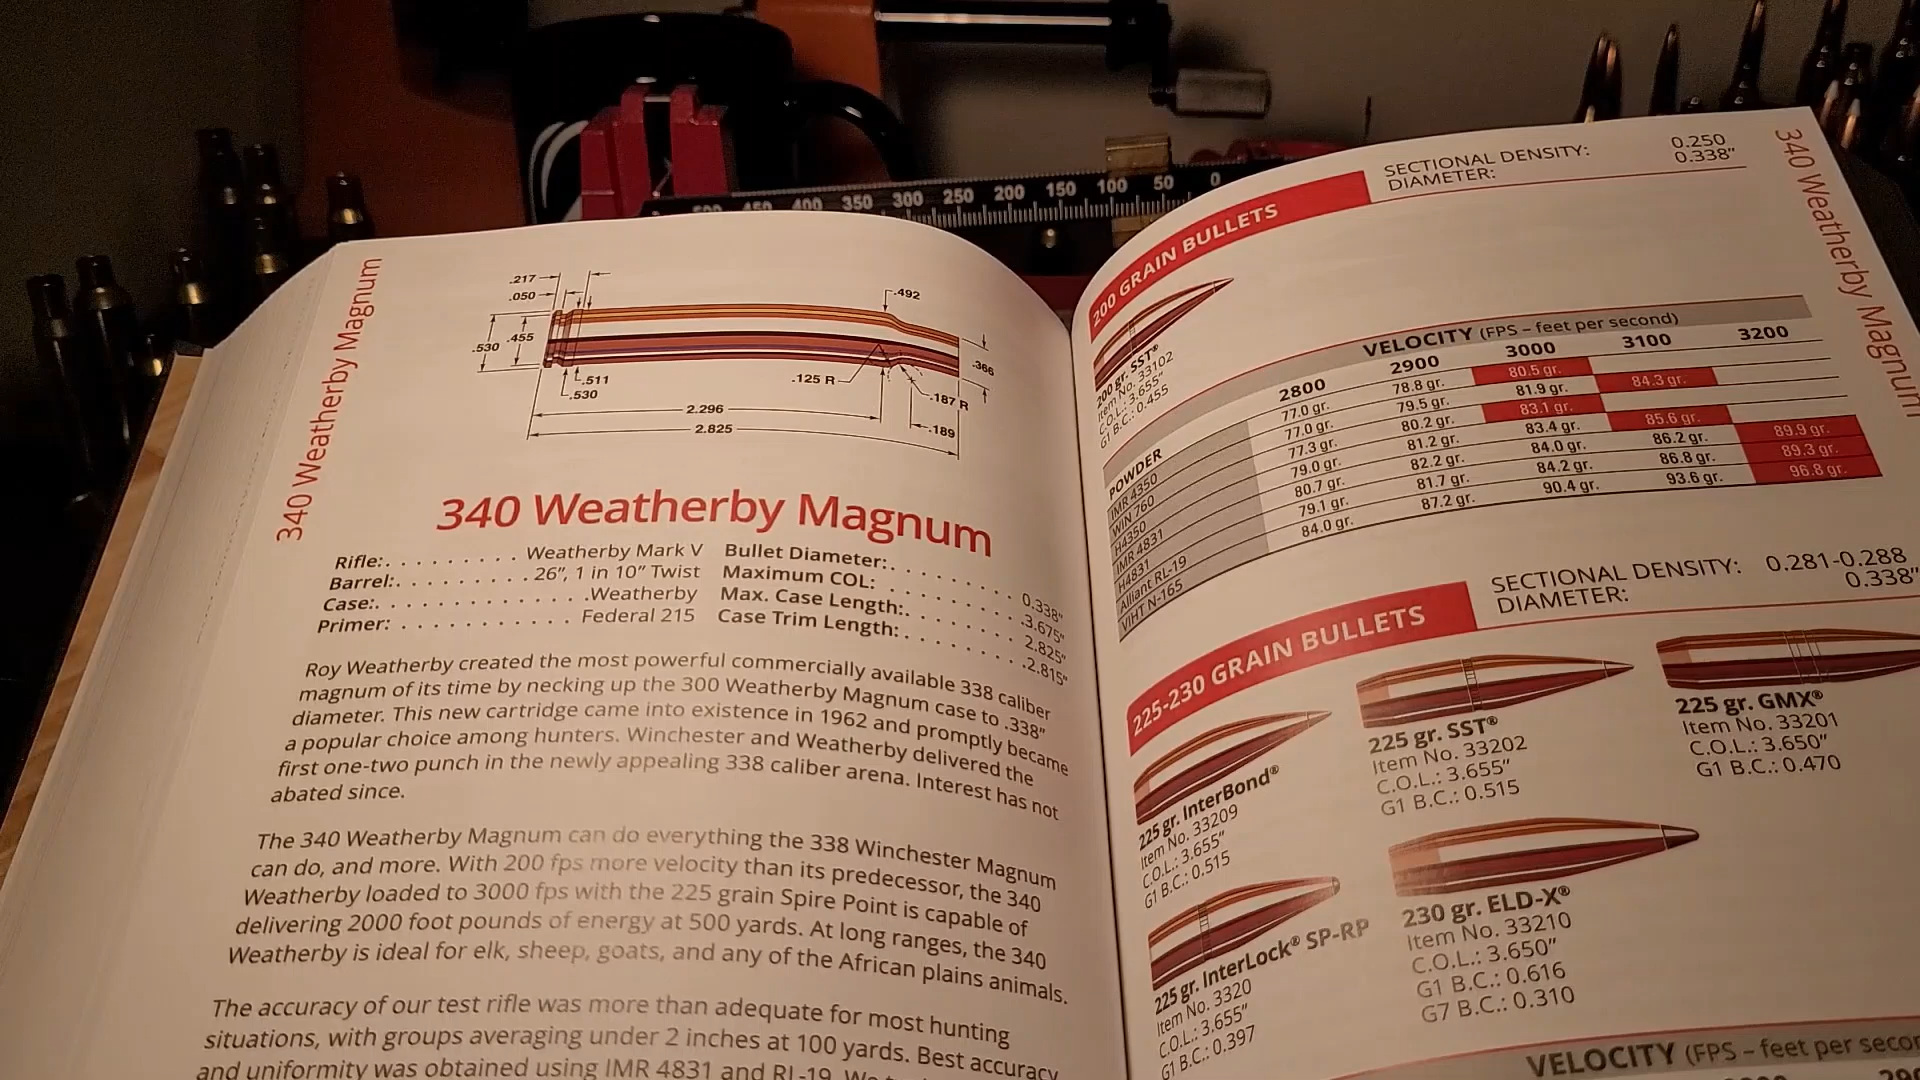 450 400 350 300 250 200 150 100 50 0
340 Weatherby Magnum
.217
.050
.492
.530
.455
.366
.511
.530
.125 R
.187 R
2.296
.189
2.825
340 Weatherby Magnum
Rifle: . . . . . . . . . . Weatherby Mark V
Barrel: . . . . . . . . . . 26", 1 in 10" Twist
Case: . . . . . . . . . . . . . . Weatherby
Primer: . . . . . . . . . . . . Federal 215
Bullet Diameter: . . . . . . . . . . 0.338"
Maximum COL: . . . . . . . . . . 3.675"
Max. Case Length: . . . . . . . . 2.825"
Case Trim Length: . . . . . . . . 2.815"
Roy Weatherby created the most powerful commercially available 338 caliber
magnum of its time by necking up the 300 Weatherby Magnum case to .338"
diameter. This new cartridge came into existence in 1962 and promptly became
a popular choice among hunters. Winchester and Weatherby delivered the
first one-two punch in the newly appealing 338 caliber arena. Interest has not
abated since.
The 340 Weatherby Magnum can do everything the 338 Winchester Magnum
can do, and more. With 200 fps more velocity than its predecessor, the 340
Weatherby loaded to 3000 fps with the 225 grain Spire Point is capable of
delivering 2000 foot pounds of energy at 500 yards. At long ranges, the 340
Weatherby is ideal for elk, sheep, goats, and any of the African plains animals.
The accuracy of our test rifle was more than adequate for most hunting
situations, with groups averaging under 2 inches at 100 yards. Best accuracy
and uniformity was obtained using IMR 4831 and RL-19. We
340 Weatherby Magnum
200 GRAIN BULLETS
SECTIONAL DENSITY: 0.250
DIAMETER: 0.338"
200 gr. SST®
Item No. 33102
C.O.L.: 3.655"
G1 B.C.: 0.455
VELOCITY (FPS – feet per second)
POWDER 2800 2900 3000 3100 3200
IMR 4350 77.0 gr. 78.8 gr. 80.5 gr.
WIN 760 77.0 gr. 79.5 gr. 81.9 gr. 84.3 gr.
H4350 77.3 gr. 80.2 gr. 83.1 gr.
IMR 4831 79.0 gr. 81.2 gr. 83.4 gr. 85.6 gr.
H4831 80.7 gr. 82.2 gr. 84.0 gr. 86.2 gr. 89.9 gr.
Alliant RL-19 79.1 gr. 81.7 gr. 84.2 gr. 86.8 gr. 89.3 gr.
VIHT N-165 84.0 gr. 87.2 gr. 90.4 gr. 93.6 gr. 96.8 gr.
225-230 GRAIN BULLETS
SECTIONAL DENSITY: 0.281-0.288
DIAMETER: 0.338"
225 gr. InterBond®
Item No. 33209
C.O.L.: 3.655"
G1 B.C.: 0.515
225 gr. SST®
Item No. 33202
C.O.L.: 3.655"
G1 B.C.: 0.515
225 gr. GMX®
Item No. 33201
C.O.L.: 3.650"
G1 B.C.: 0.470
225 gr. InterLock® SP-RP
Item No. 3320
C.O.L.: 3.655"
G1 B.C.: 0.397
230 gr. ELD-X®
Item No. 33210
C.O.L.: 3.650"
G1 B.C.: 0.616
G7 B.C.: 0.310
VELOCITY (FPS – feet per